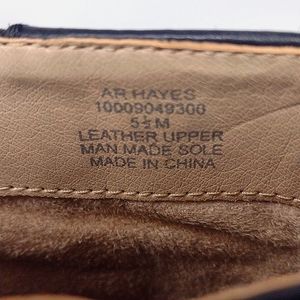 AR HAYES
10009049300
5½M
LEATHER UPPER
MAN MADE SOLE
MADE IN CHINA